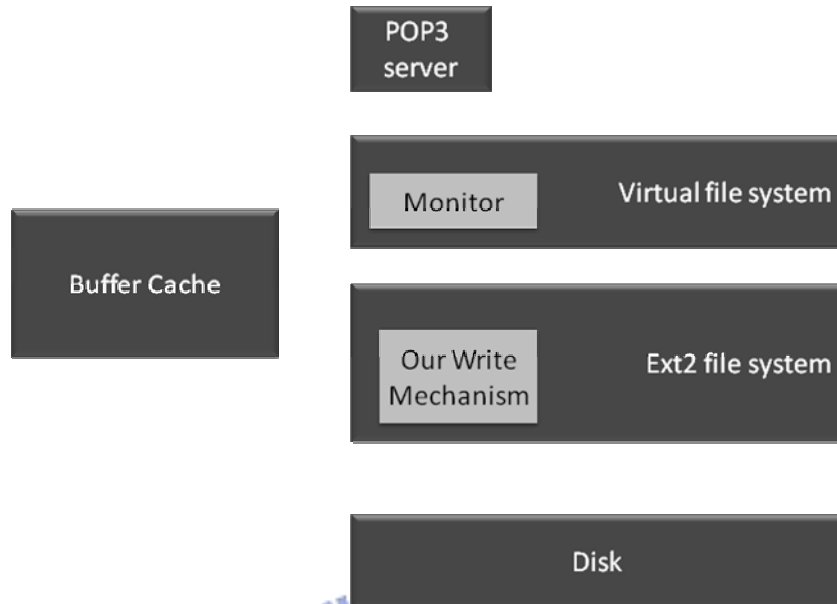 POP3
server
Monitor
Virtual file system
Buffer Cache
Our Write
Mechanism
Ext2 file system
Disk